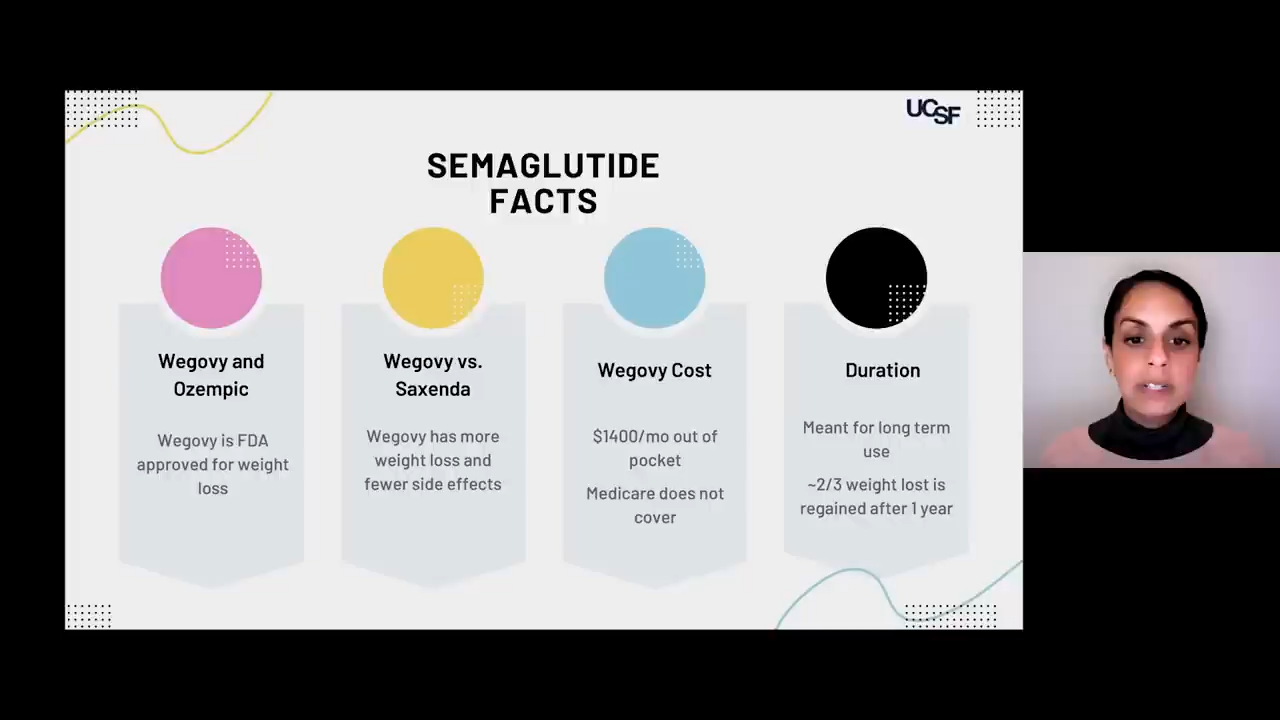 UCSF
SEMAGLUTIDE
FACTS
Wegovy and
Ozempic
Wegovy is FDA
approved for weight
loss
Wegovy vs.
Saxenda
Wegovy has more
weight loss and
fewer side effects
Wegovy Cost
$1400/mo out of
pocket
Medicare does not
cover
Duration
Meant for long term
use
~2/3 weight lost is
regained after 1 year